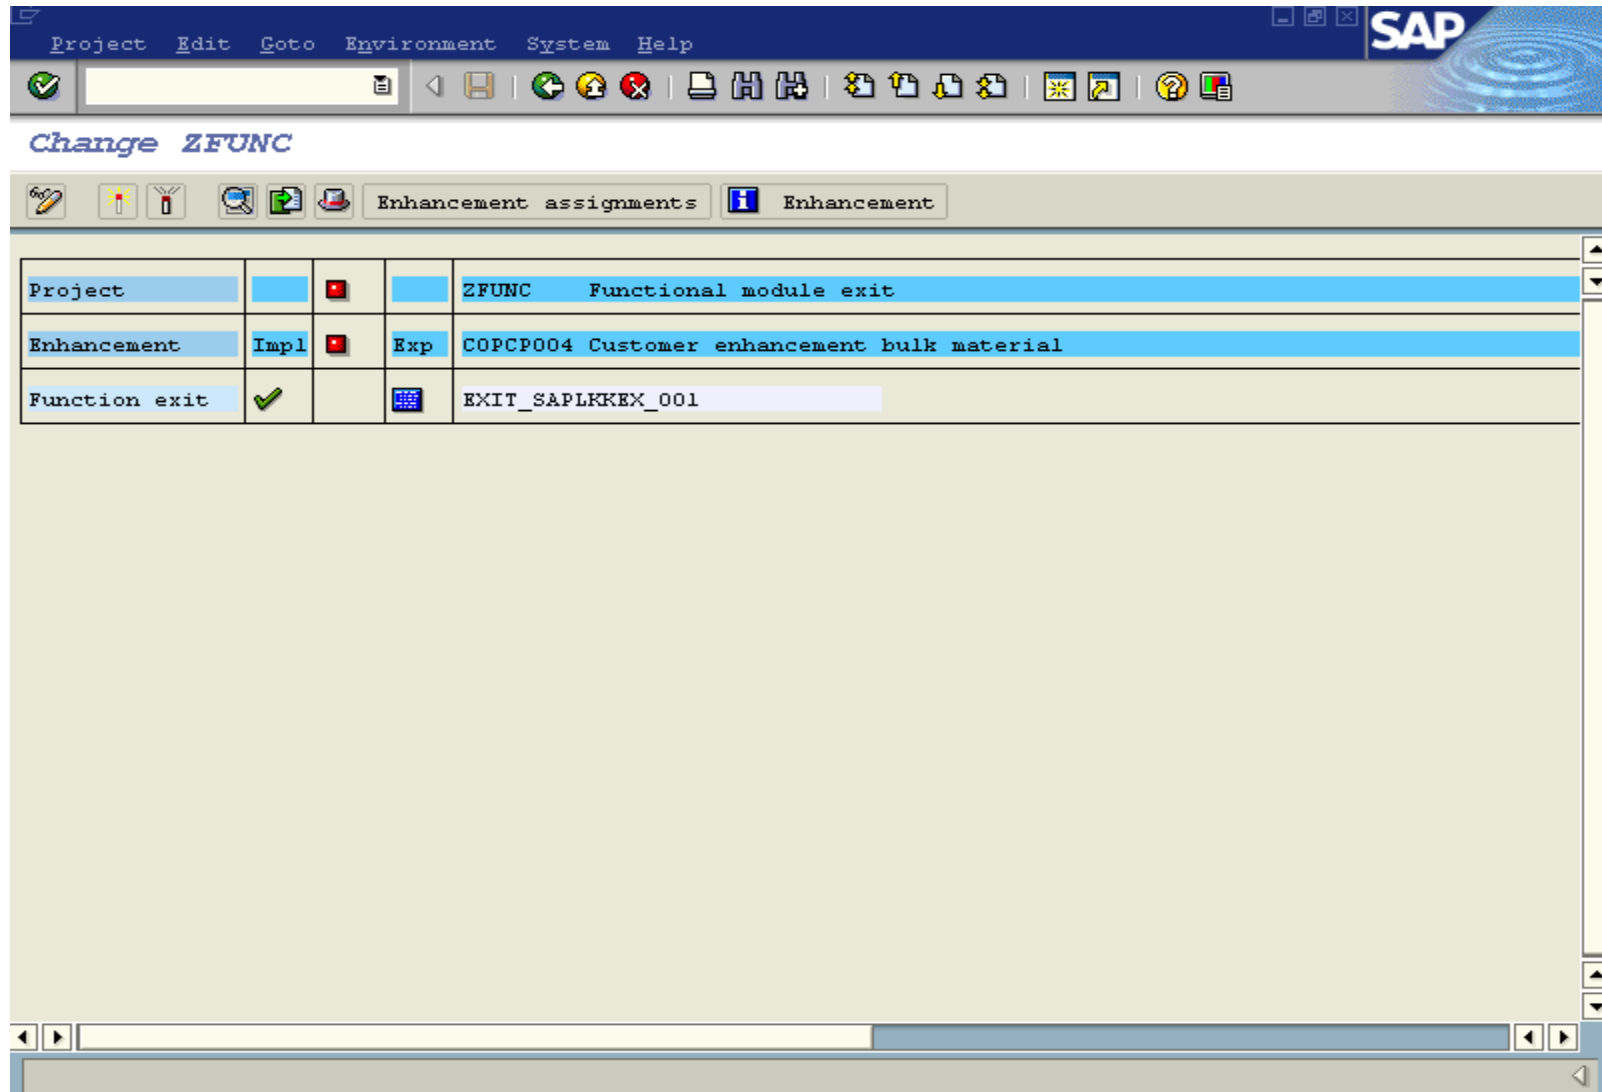 Project Edit Goto Environment System Help
SAP
Change ZFUNC
Enhancement assignments Enhancement
Project ZFUNC Functional module exit
Enhancement Impl Exp COPCP004 Customer enhancement bulk material
Function exit EXIT_SAPLKKEX_001